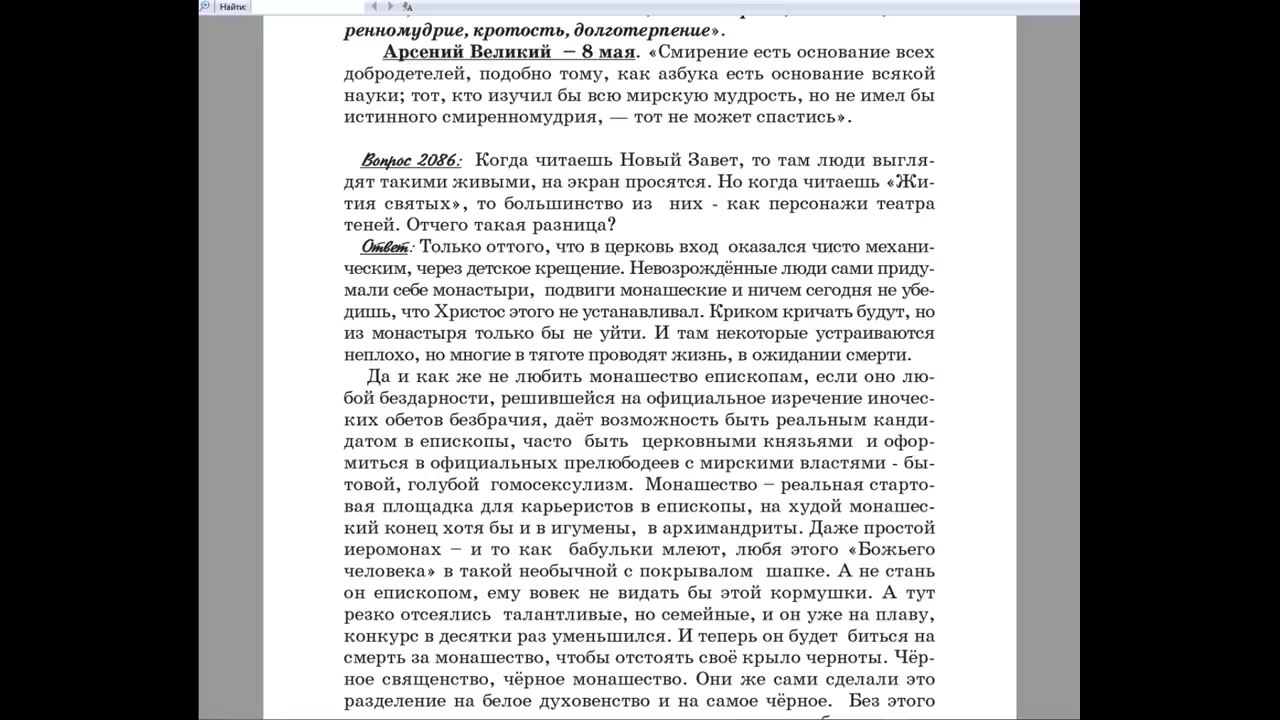 Найти:
ренномудрие, кротость, долготерпение».
Арсений Великий – 8 мая. «Смирение есть основание всех
добродетелей, подобно тому, как азбука есть основание всякой
науки; тот, кто изучил бы всю мирскую мудрость, но не имел бы
истинного смиренномудрия, — тот не может спастись».
Вопрос 2086: Когда читаешь Новый Завет, то там люди выгля-
дят такими живыми, на экран просятся. Но когда читаешь «Жи-
тия святых», то большинство из них - как персонажи театра
теней. Отчего такая разница?
Ответ: Только оттого, что в церковь вход оказался чисто механи-
ческим, через детское крещение. Невозрождённые люди сами приду-
мали себе монастыри, подвиги монашеские и ничем сегодня не убе-
дишь, что Христос этого не устанавливал. Криком кричать будут, но
из монастыря только бы не уйти. И там некоторые устраиваются
неплохо, но многие в тяготе проводят жизнь, в ожидании смерти.
Да и как же не любить монашество епископам, если оно лю-
бой бездарности, решившейся на официальное изречение иночес-
ких обетов безбрачия, даёт возможность быть реальным канди-
датом в епископы, часто быть церковными князьями и офор-
миться в официальных прелюбодеев с мирскими властями - бы-
товой, голубой гомосексулизм. Монашество – реальная старто-
вая площадка для карьеристов в епископы, на худой монашес-
кий конец хотя бы и в игумены, в архимандриты. Даже простой
иеромонах – и то как бабульки млеют, любя этого «Божьего
человека» в такой необычной с покрывалом шапке. А не стань
он епископом, ему вовек не видать бы этой кормушки. А тут
резко отсеялись талантливые, но семейные, и он уже на плаву,
конкурс в десятки раз уменьшился. И теперь он будет биться на
смерть за монашество, чтобы отстоять своё крыло черноты. Чёр-
ное священство, чёрное монашество. Они же сами сделали это
разделение на белое духовенство и на самое чёрное. Без этого